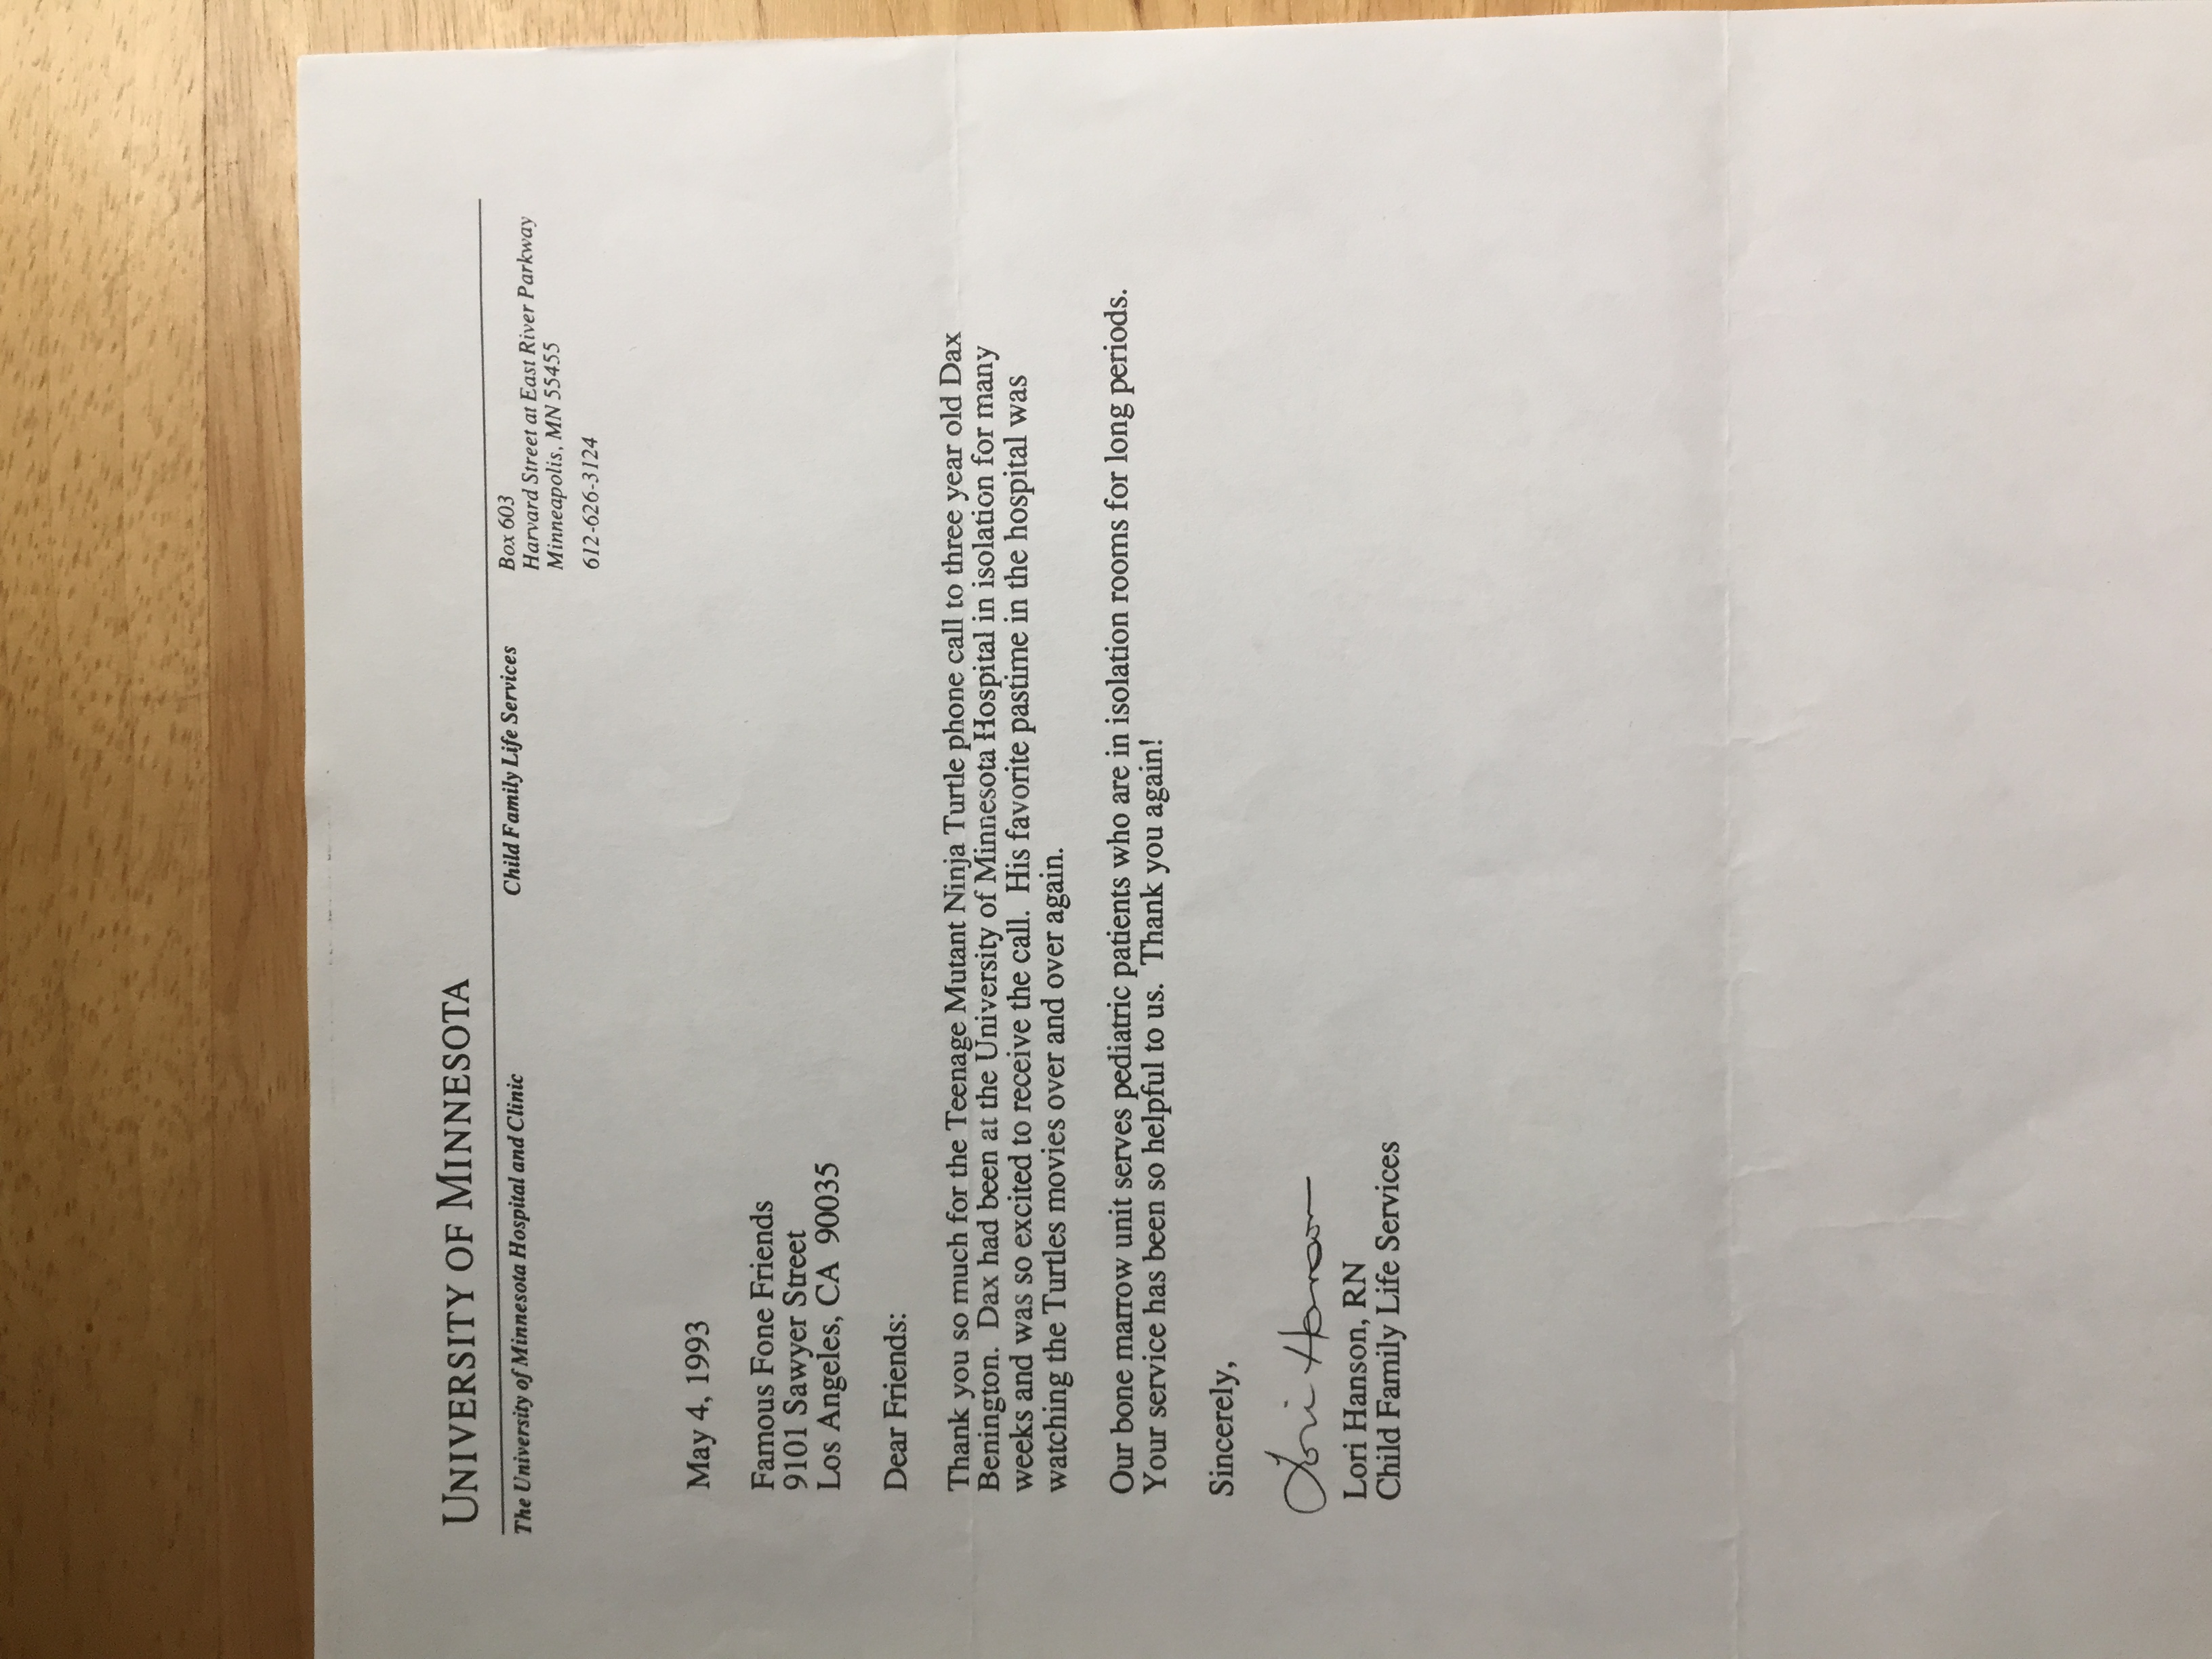 UNIVERSITY OF MINNESOTA
The University of Minnesota Hospital and Clinic
Child Family Life Services
Box 603
Harvard Street at East River Parkway
Minneapolis, MN 55455
612-626-3124
May 4, 1993
Famous Fone Friends
9101 Sawyer Street
Los Angeles, CA 90035
Dear Friends:
Thank you so much for the Teenage Mutant Ninja Turtle phone call to three year old Dax
Benington. Dax had been at the University of Minnesota Hospital in isolation for many
weeks and was so excited to receive the call. His favorite pastime in the hospital was
watching the Turtles movies over and over again.
Our bone marrow unit serves pediatric patients who are in isolation rooms for long periods.
Your service has been so helpful to us. Thank you again!
Sincerely,
Lori Hanson
Lori Hanson, RN
Child Family Life Services